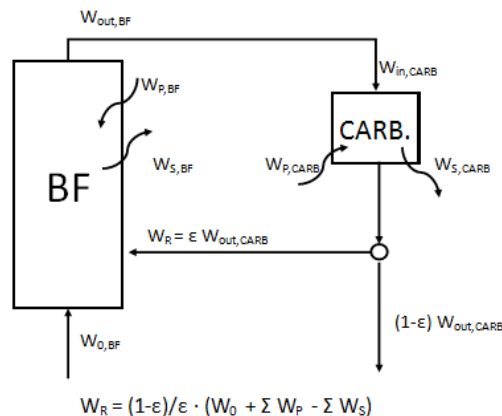 W_out,BF
W_in,CARB
W_P,BF
CARB.
W_P,CARB
W_S,CARB
W_S,BF
BF
W_R = ε W_out,CARB
(1-ε) W_out,CARB
W_0,BF
W_R = (1-ε)/ε · (W_0 + Σ W_P - Σ W_S)